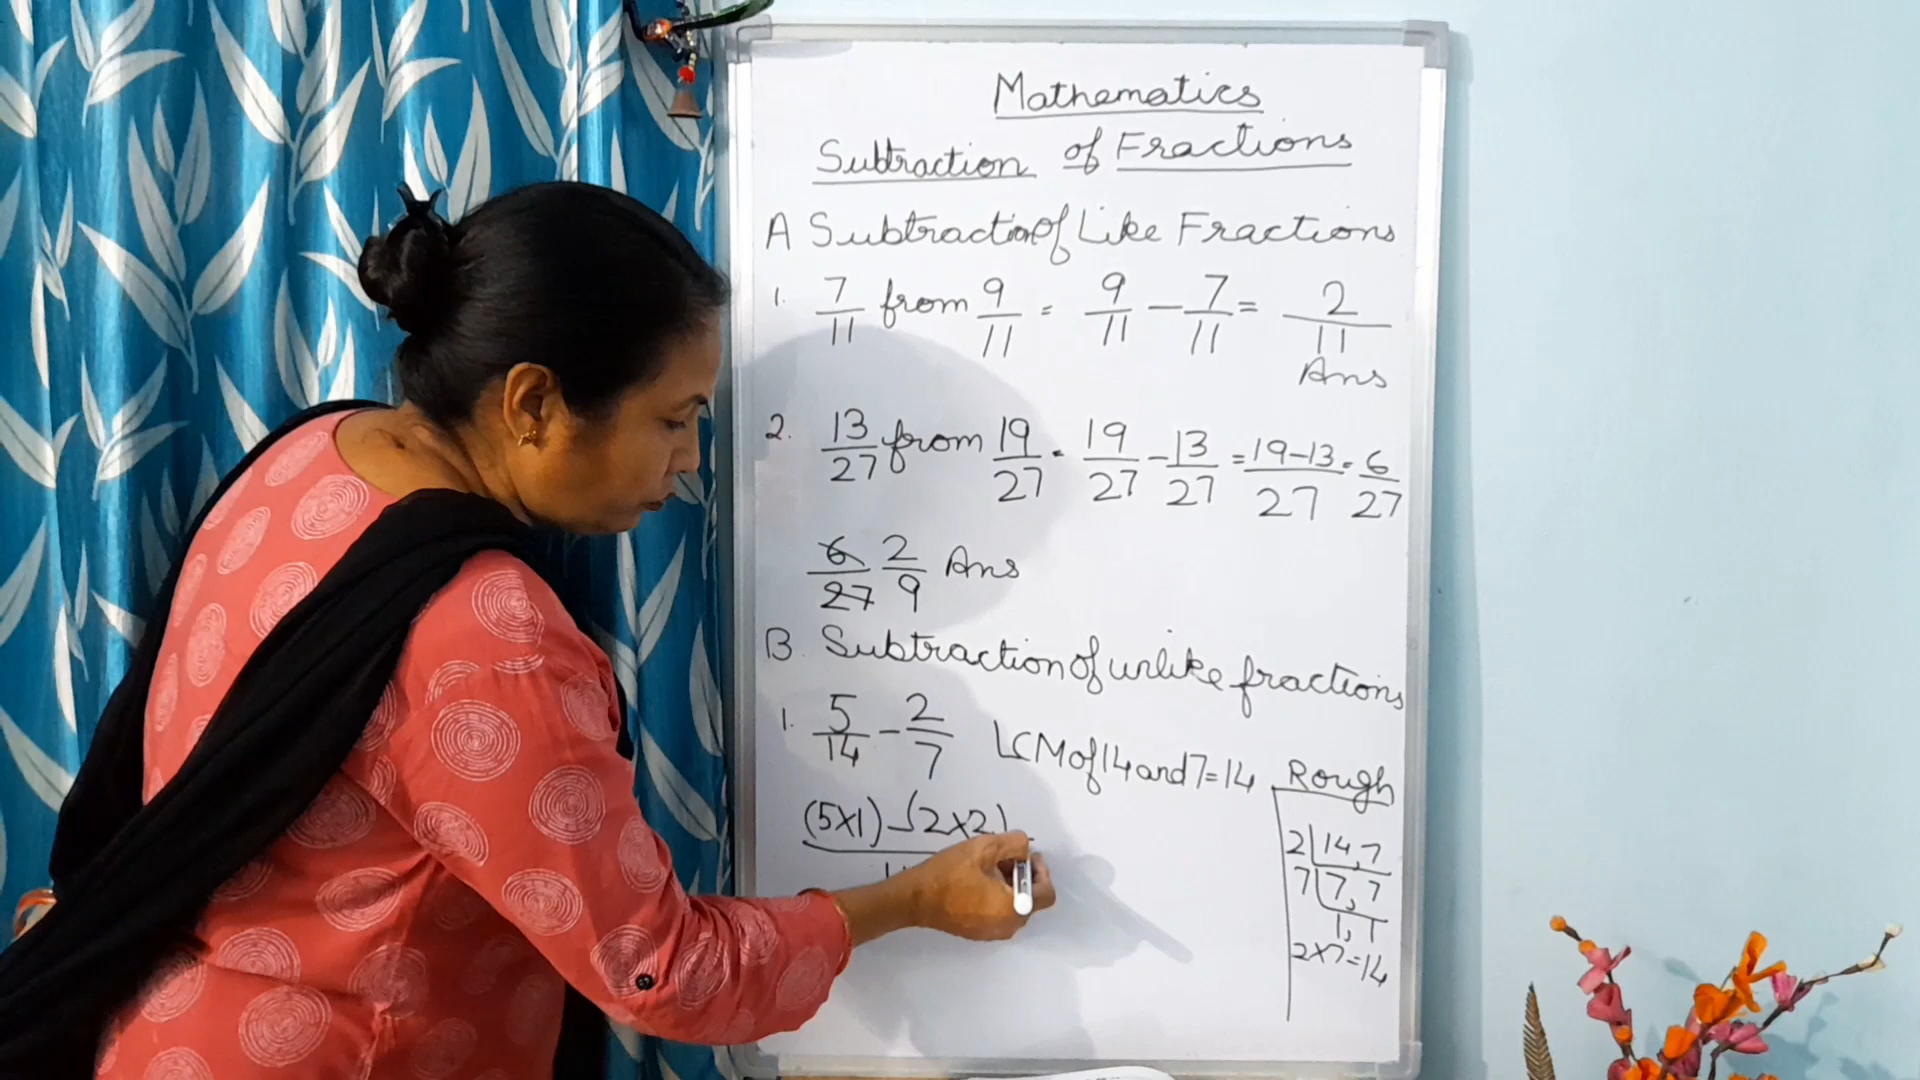 Mathematics
Subtraction of Fractions
A Subtraction of Like Fractions
1. 7/11 from 9/11 = 9/11 - 7/11 = 2/11
Ans
2. 13/27 from 19/27 = 19/27 - 13/27 = 19-13/27 = 6/27
6/27 2/9 Ans
B. Subtraction of unlike fractions
1. 5/14 - 2/7 LCM of 14 and 7 = 14
(5x1) - (2x2)
Rough
2 14, 7
7 7, 7
1, 1
2x7=14